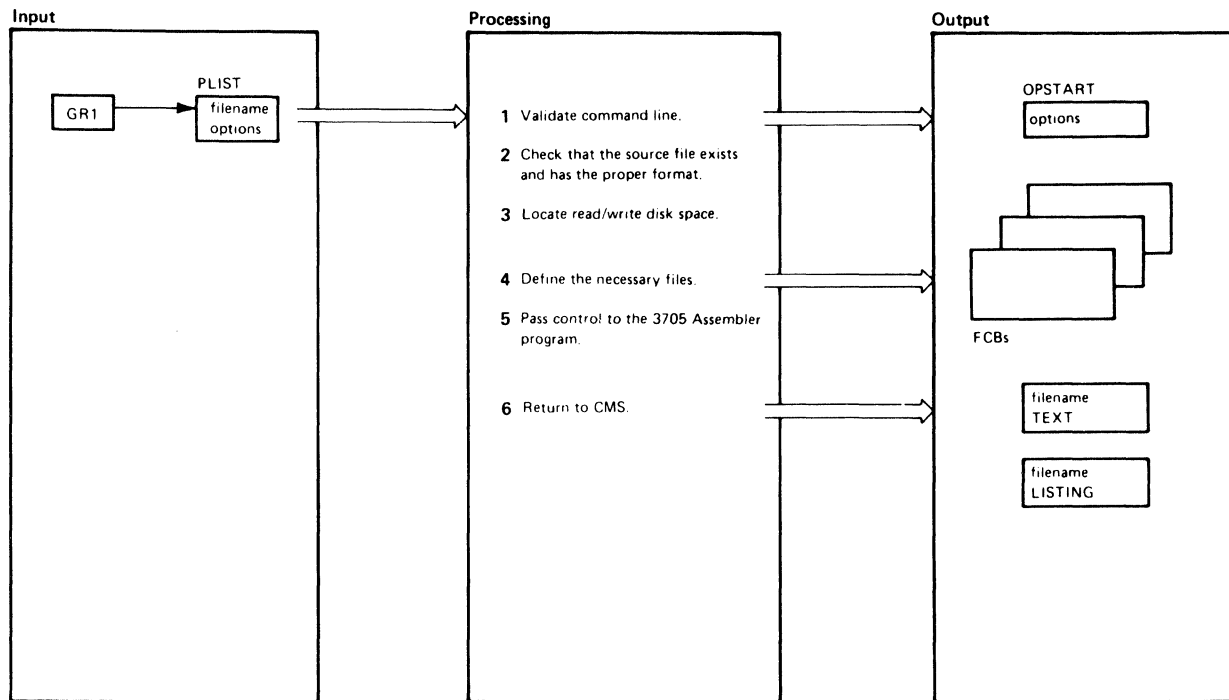 Input
PLIST
GR1
filename
options
Processing
1 Validate command line.
2 Check that the source file exists
and has the proper format.
3 Locate read/write disk space.
4 Define the necessary files.
5 Pass control to the 3705 Assembler
program.
6 Return to CMS.
Output
OPSTART
options
FCBs
filename
TEXT
filename
LISTING